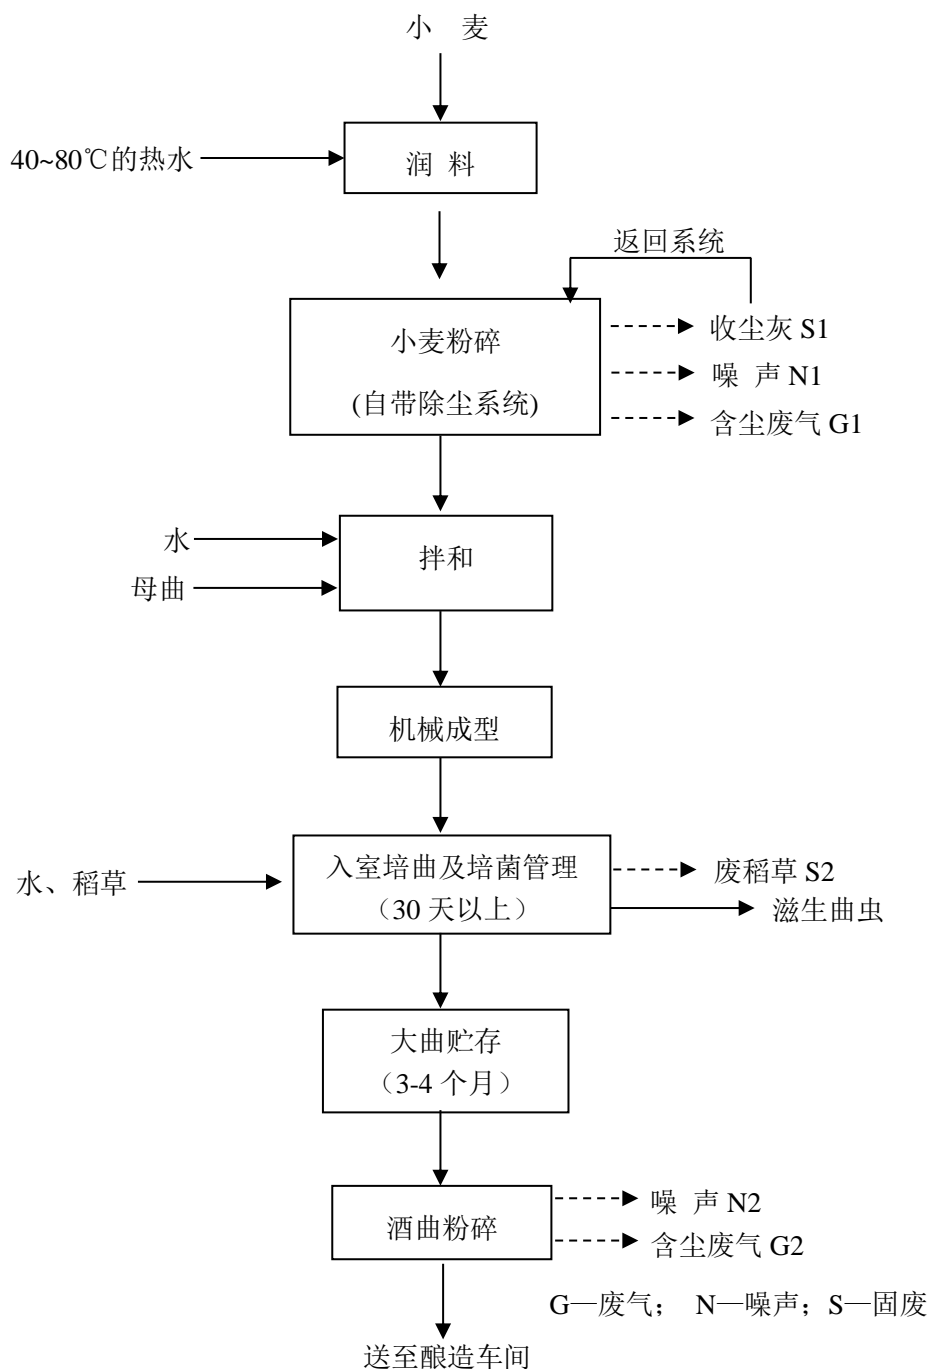 小 麦
40~80℃的热水
润 料
返回系统
小麦粉碎
(自带除尘系统)
收尘灰 S1
噪 声 N1
含尘废气 G1
水
母曲
拌和
机械成型
水、稻草
入室培曲及培菌管理
（30 天以上）
废稻草 S2
滋生曲虫
大曲贮存
（3-4 个月）
酒曲粉碎
噪 声 N2
含尘废气 G2
G—废气； N—噪声；S—固废
送至酿造车间